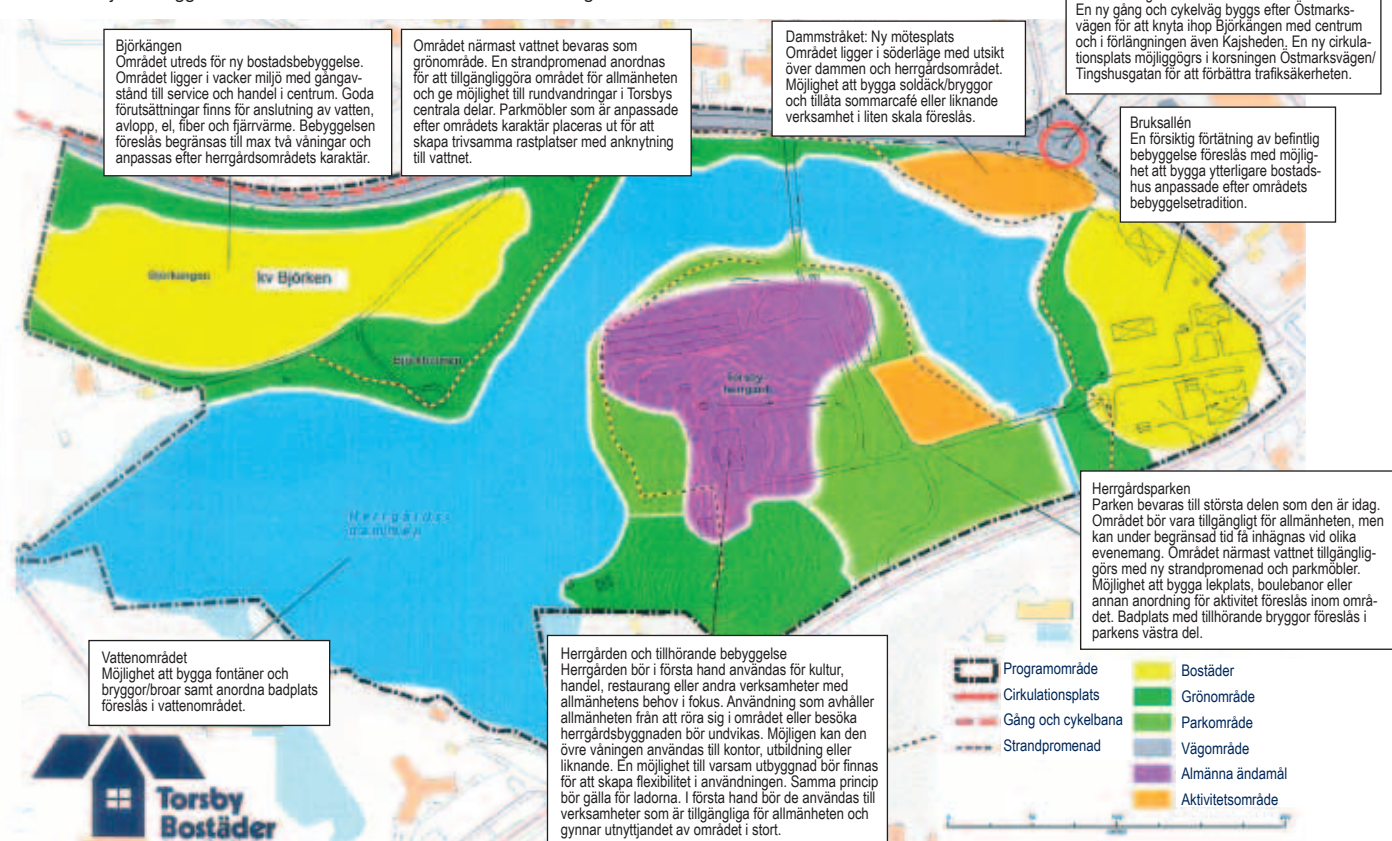 En ny gång och cykelväg byggs efter Östmarks-
vägen för att knyta ihop Björkängen med centrum
och i förlängningen även Kajsheden. En ny cirkula-
tionsplats möjliggörs i korsningen Östmarksvägen/
Tingshusgatan för att förbättra trafiksäkerheten.
Björkängen
Området utreds för ny bostadsbebyggelse.
Området ligger i vacker miljö med gångav-
stånd till service och handel i centrum. Goda
förutsättningar finns för anslutning av vatten,
avlopp, el, fiber och fjärrvärme. Bebyggelsen
föreslås begränsas till max två våningar och
anpassas efter herrgårdsområdets karaktär.
Området närmast vattnet bevaras som
grönområde. En strandpromenad anordnas
för att tillgängliggöra området för allmänheten
och ge möjlighet till rundvandringar i Torsbys
centrala delar. Parkmöbler som är anpassade
efter områdets karaktär placeras ut för att
skapa trivsamma rastplatser med anknytning
till vattnet.
Dammstråket: Ny mötesplats
Området ligger i söderläge med utsikt
över dammen och herrgårdsområdet.
Möjlighet att bygga soldäck/bryggor
och tillåta sommarcafé eller liknande
verksamhet i liten skala föreslås.
Bruksallén
En försiktig förtätning av befintlig
bebyggelse föreslås med möjlig-
het att bygga ytterligare bostads-
hus anpassade efter områdets
bebyggelsetradition.
Björkängen
kv Björken
Björkholmen
Torsby
herrgård
Herrgårds-
dammen
Herrgårdsparken
Parken bevaras till största delen som den är idag.
Området bör vara tillgängligt för allmänheten, men
kan under begränsad tid få inhägnas vid olika
evenemang. Området närmast vattnet tillgänglig-
görs med ny strandpromenad och parkmöbler.
Möjlighet att bygga lekplats, boulebanor eller
annan anordning för aktivitet föreslås inom områ-
det. Badplats med tillhörande bryggor föreslås i
parkens västra del.
Vattenområdet
Möjlighet att bygga fontäner och
bryggor/broar samt anordna badplats
föreslås i vattenområdet.
Herrgården och tillhörande bebyggelse
Herrgården bör i första hand användas för kultur,
handel, restaurang eller andra verksamheter med
allmänhetens behov i fokus. Användning som avhåller
allmänheten från att röra sig i området eller besöka
herrgårdsbyggnaden bör undvikas. Möjligen kan den
övre våningen användas till kontor, utbildning eller
liknande. En möjlighet till varsam utbyggnad bör finnas
för att skapa flexibilitet i användningen. Samma princip
bör gälla för ladorna. I första hand bör de användas till
verksamheter som är tillgängliga för allmänheten och
gynnar utnyttjandet av området i stort.
Programområde
Cirkulationsplats
Gång och cykelbana
Strandpromenad
Bostäder
Grönområde
Parkområde
Vägområde
Almänna ändamål
Aktivitetsområde
Torsby
Bostäder